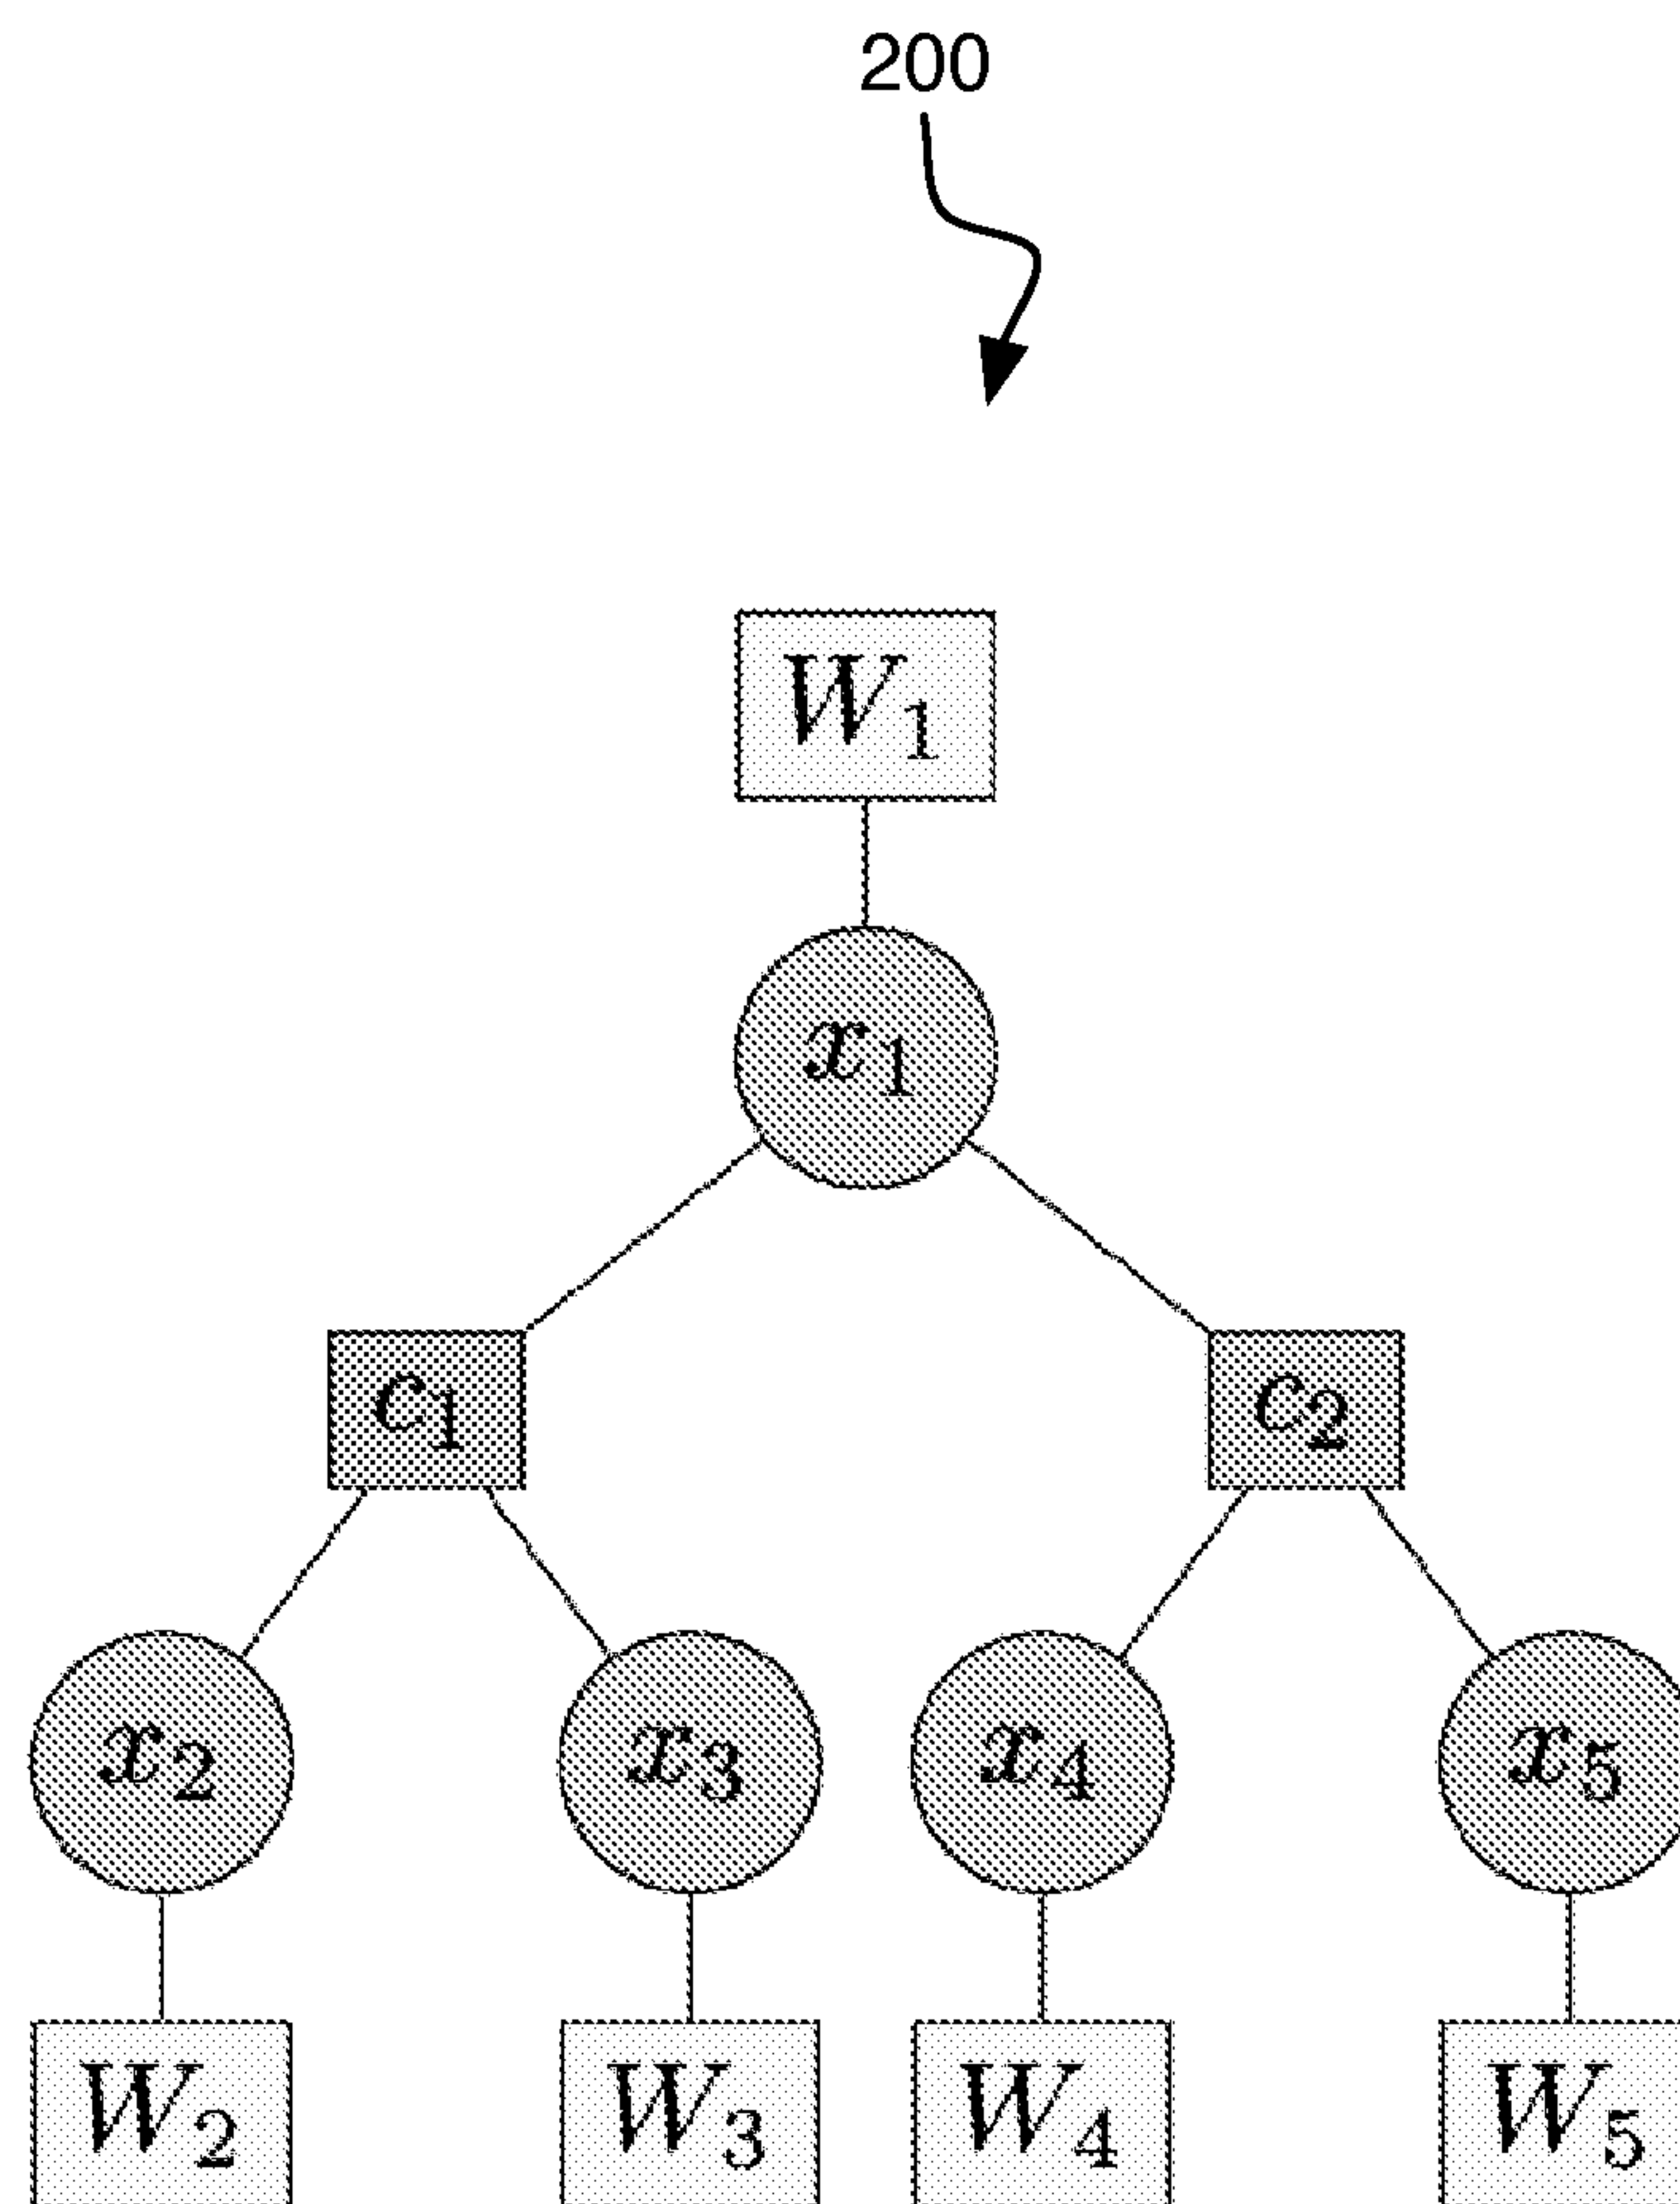 200
W₁
x₁
c₁ c₂
x₂ x₃ x₄ x₅
W₂ W₃ W₄ W₅